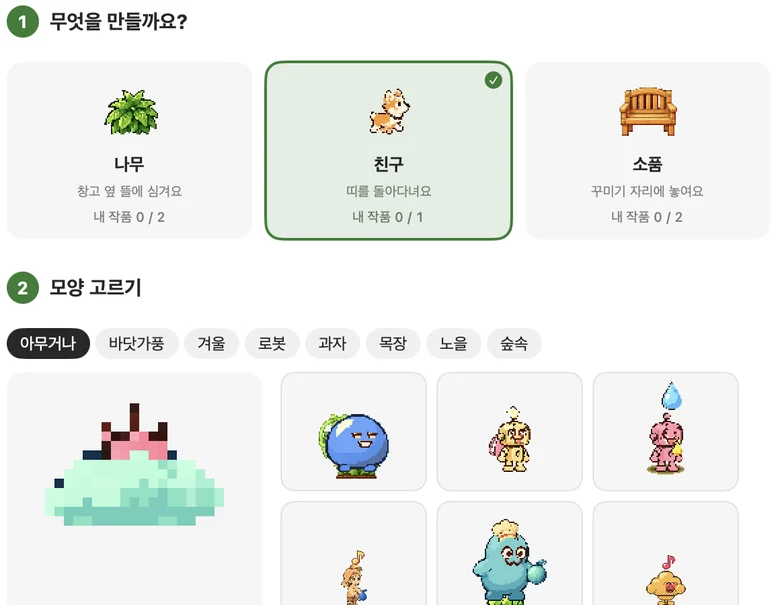 1 무엇을 만들까요?
나무
창고 옆 뜰에 심겨요
내 작품 0 / 2
친구
띠를 돌아다녀요
내 작품 0 / 1
소품
꾸미기 자리에 놓여요
내 작품 0 / 2
2 모양 고르기
아무거나 바닷가풍 겨울 로봇 과자 목장 노을 숲속